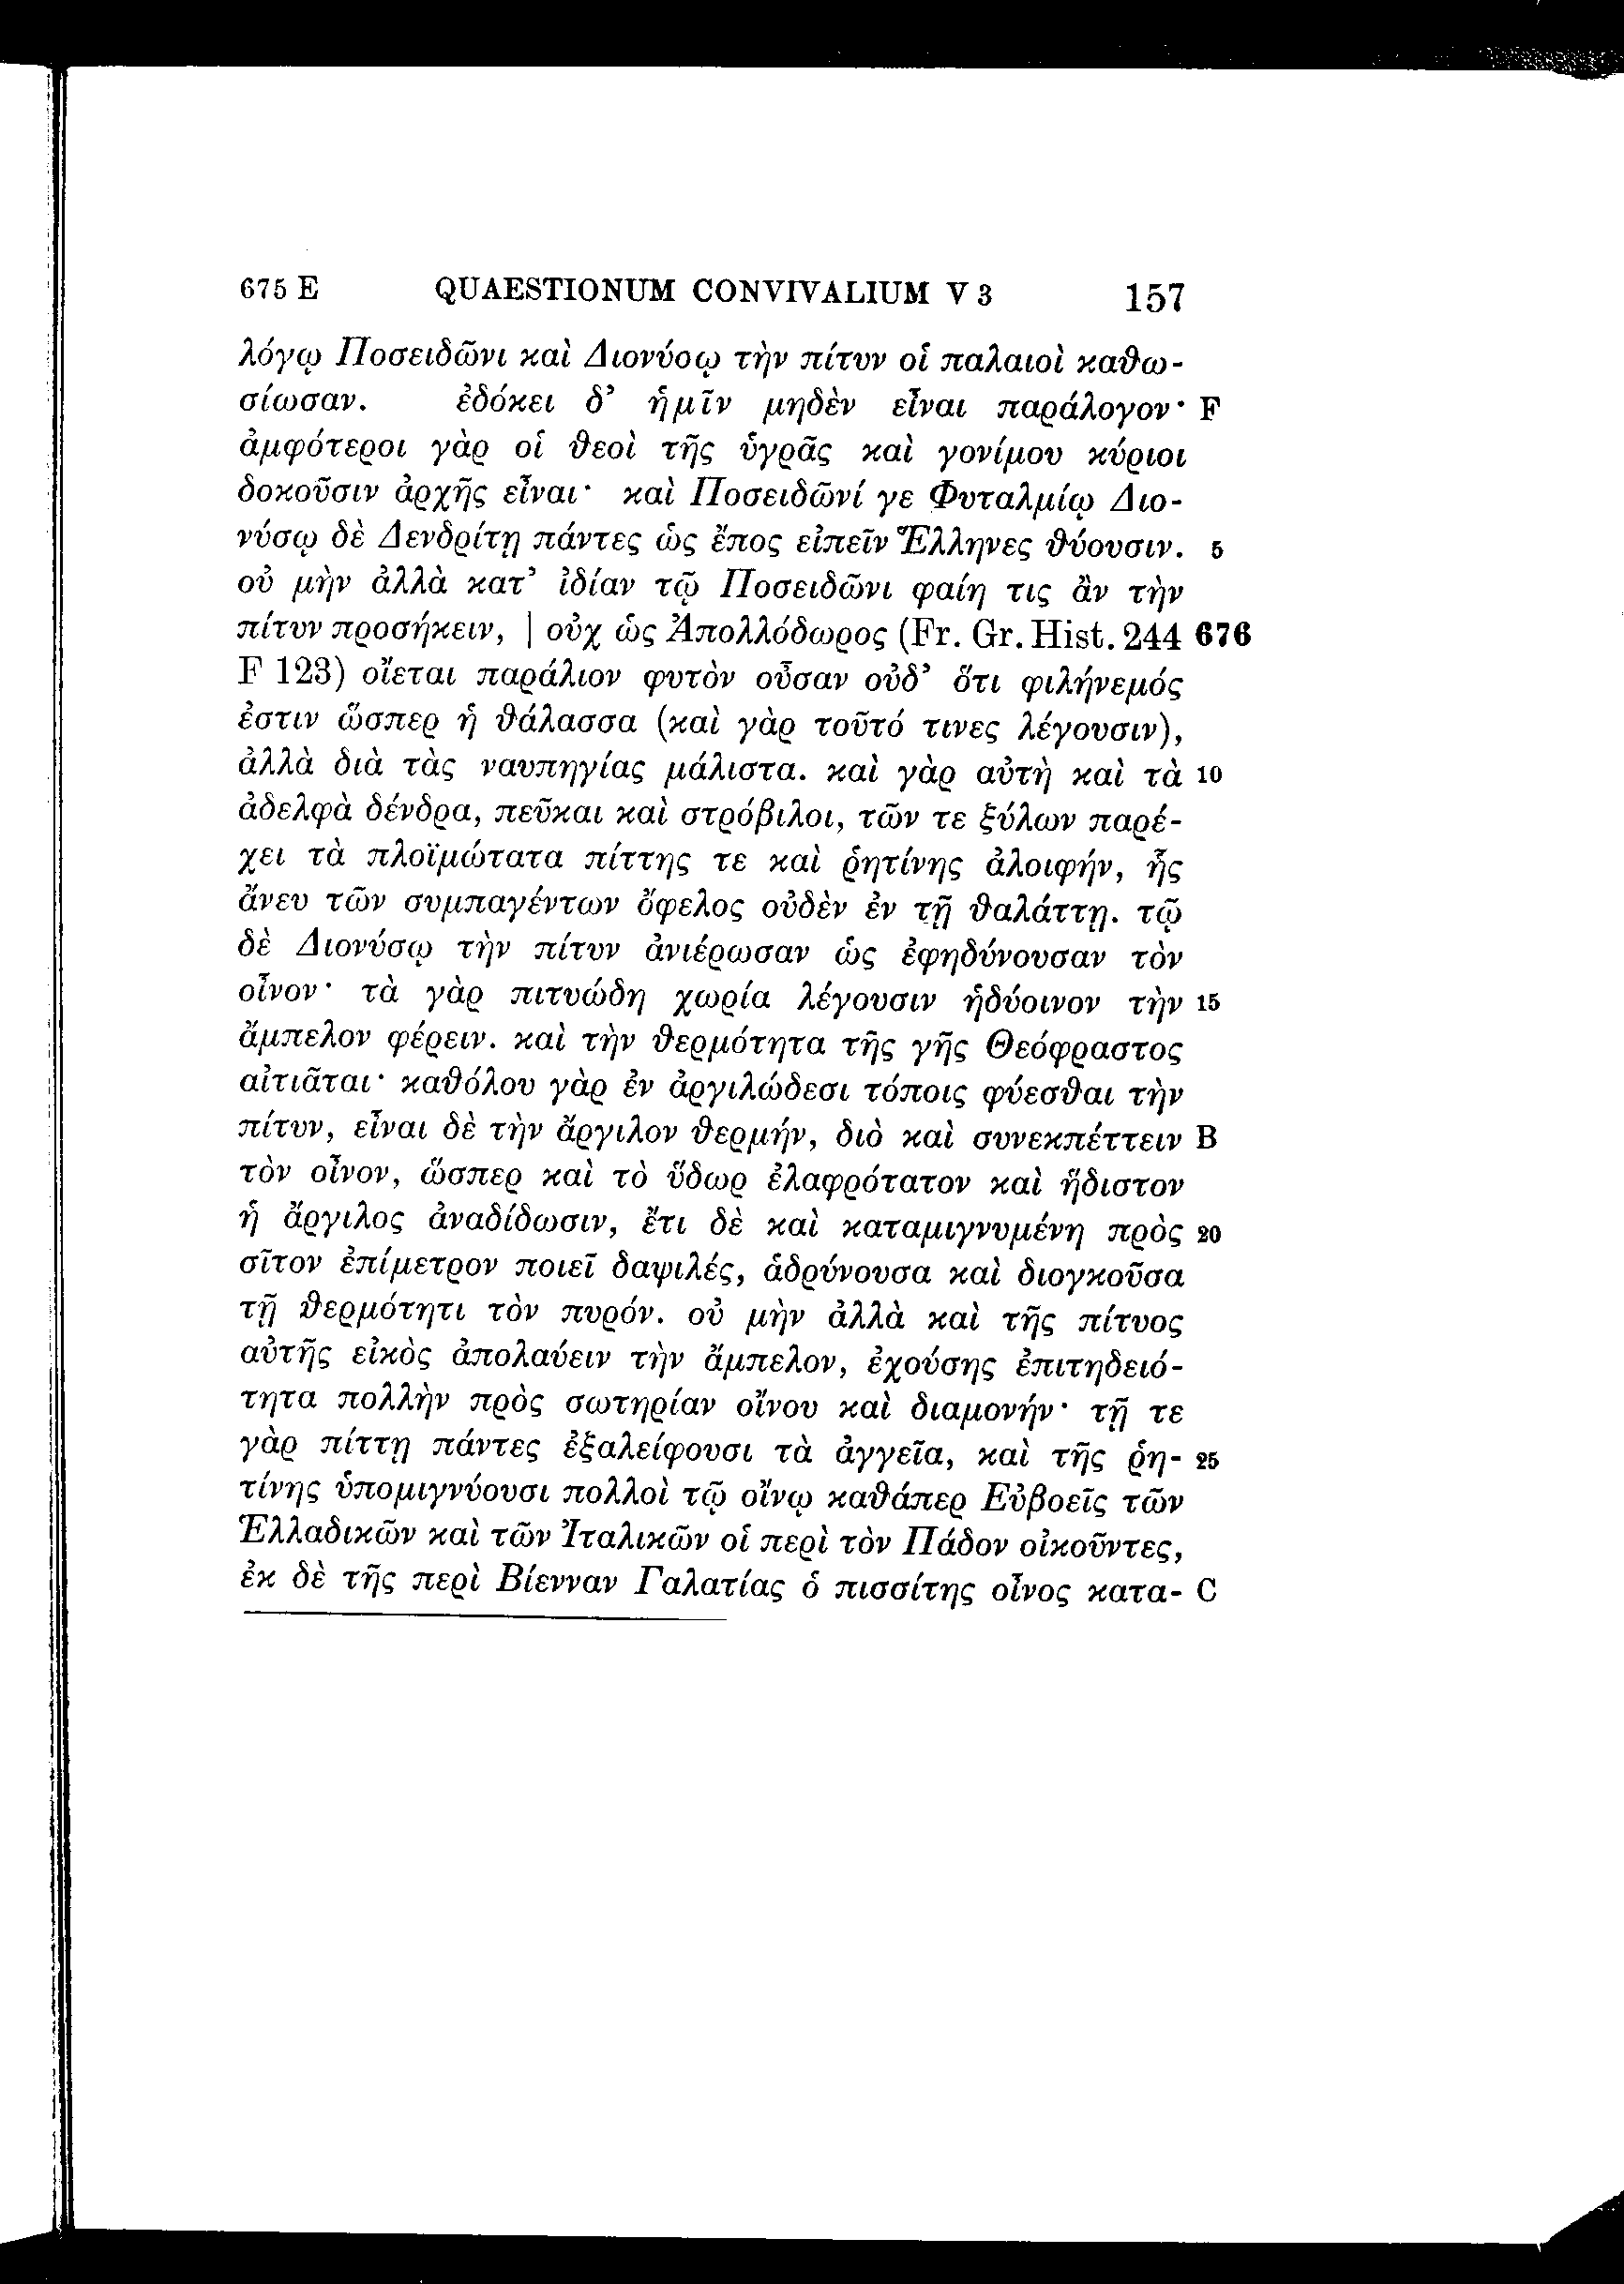 675 E QUAESTIONUM CONVIVALIUM V 3 157
λόγῳ Ποσειδῶνι καὶ Διονύσῳ τὴν πίτυν οἱ παλαιοὶ καθω-
σίωσαν. ἐδόκει δ’ ἡμῖν μηδὲν εἶναι παράλογον· F
ἀμφότεροι γὰρ οἱ θεοὶ τῆς ὑγρᾶς καὶ γονίμου κύριοι
δοκοῦσιν ἀρχῆς εἶναι· καὶ Ποσειδῶνί γε Φυταλμίῳ Διο-
νύσῳ δὲ Δενδρίτῃ πάντες ὡς ἔπος εἰπεῖν Ἕλληνες θύουσιν. 5
οὐ μὴν ἀλλὰ κατ’ ἰδίαν τῷ Ποσειδῶνι φαίη τις ἂν τὴν
πίτυν προσήκειν, | οὐχ ὡς Ἀπολλόδωρος (Fr. Gr. Hist. 244 676
F 123) οἴεται παράλιον φυτὸν οὖσαν οὐδ’ ὅτι φιλήνεμός
ἐστιν ὥσπερ ἡ θάλασσα (καὶ γὰρ τοῦτό τινες λέγουσιν),
ἀλλὰ διὰ τὰς ναυπηγίας μάλιστα. καὶ γὰρ αὐτὴ καὶ τὰ 10
ἀδελφὰ δένδρα, πεῦκαι καὶ στρόβιλοι, τῶν τε ξύλων παρέ-
χει τὰ πλοϊμώτατα πίττης τε καὶ ῥητίνης ἀλοιφήν, ἧς
ἄνευ τῶν συμπαγέντων ὄφελος οὐδὲν ἐν τῇ θαλάττῃ. τῷ
δὲ Διονύσῳ τὴν πίτυν ἀνιέρωσαν ὡς ἐφηδύνουσαν τὸν
οἶνον· τὰ γὰρ πιτυώδη χωρία λέγουσιν ἡδύοινον τὴν 15
ἄμπελον φέρειν. καὶ τὴν θερμότητα τῆς γῆς Θεόφραστος
αἰτιᾶται· καθόλου γὰρ ἐν ἀργιλώδεσι τόποις φύεσθαι τὴν
πίτυν, εἶναι δὲ τὴν ἄργιλον θερμήν, διὸ καὶ συνεκπέττειν B
τὸν οἶνον, ὥσπερ καὶ τὸ ὕδωρ ἐλαφρότατον καὶ ἥδιστον
ἡ ἄργιλος ἀναδίδωσιν, ἔτι δὲ καὶ καταμιγνυμένη πρὸς 20
σῖτον ἐπίμετρον ποιεῖ δαψιλές, ἁδρύνουσα καὶ διογκοῦσα
τῇ θερμότητι τὸν πυρόν. οὐ μὴν ἀλλὰ καὶ τῆς πίτυος
αὐτῆς εἰκὸς ἀπολαύειν τὴν ἄμπελον, ἐχούσης ἐπιτηδειό-
τητα πολλὴν πρὸς σωτηρίαν οἴνου καὶ διαμονήν· τῇ τε
γὰρ πίττῃ πάντες ἐξαλείφουσι τὰ ἀγγεῖα, καὶ τῆς ῥη- 25
τίνης ὑπομιγνύουσι πολλοὶ τῷ οἴνῳ καθάπερ Εὐβοεῖς τῶν
Ἑλλαδικῶν καὶ τῶν Ἰταλικῶν οἱ περὶ τὸν Πάδον οἰκοῦντες,
ἐκ δὲ τῆς περὶ Βίενναν Γαλατίας ὁ πισσίτης οἶνος κατα- C